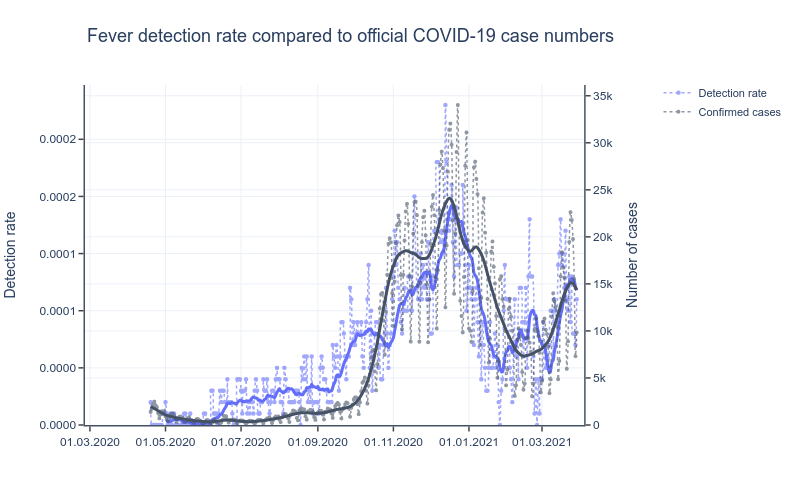 Fever detection rate compared to official COVID-19 case numbers
Detection rate
Confirmed cases
35k
30k
25k
20k
15k
10k
5k
0
Number of cases
0.0002
0.0002
0.0001
0.0001
0.0000
0.0000
Detection rate
01.03.2020 01.05.2020 01.07.2020 01.09.2020 01.11.2020 01.01.2021 01.03.2021